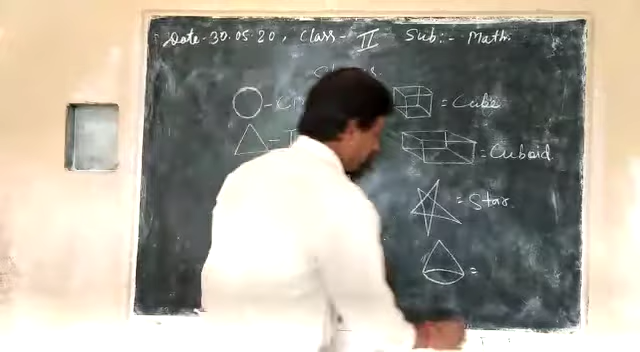 Date-30.05.20, Class- II Sub:- Math.
= Cube
= Cuboid
= Star
=